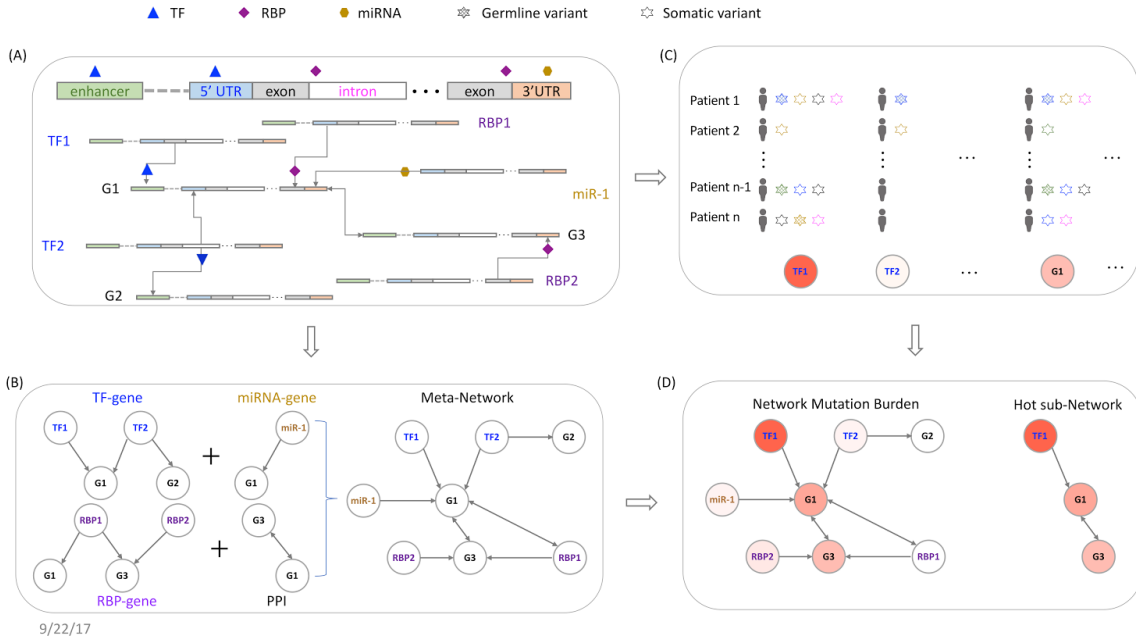 TF RBP miRNA Germline variant Somatic variant
(A)
enhancer 5' UTR exon intron ••• exon 3'UTR
RBP1
TF1
G1
miR-1
TF2
G3
RBP2
G2
(C)
Patient 1
Patient 2
...
Patient n-1
Patient n
TF1 TF2 ... G1 ...
(B)
TF-gene miRNA-gene Meta-Network
TF1 TF2 miR-1 TF1 TF2 G2
+
G1 G2 G1 miR-1 G1
RBP1 RBP2 G3
+
G1 G3 G1 RBP2 G3 RBP1
RBP-gene PPI
(D)
Network Mutation Burden Hot sub-Network
TF1 TF2 G2 TF1
miR-1 G1 G1
RBP2 G3 RBP1 G3
9/22/17